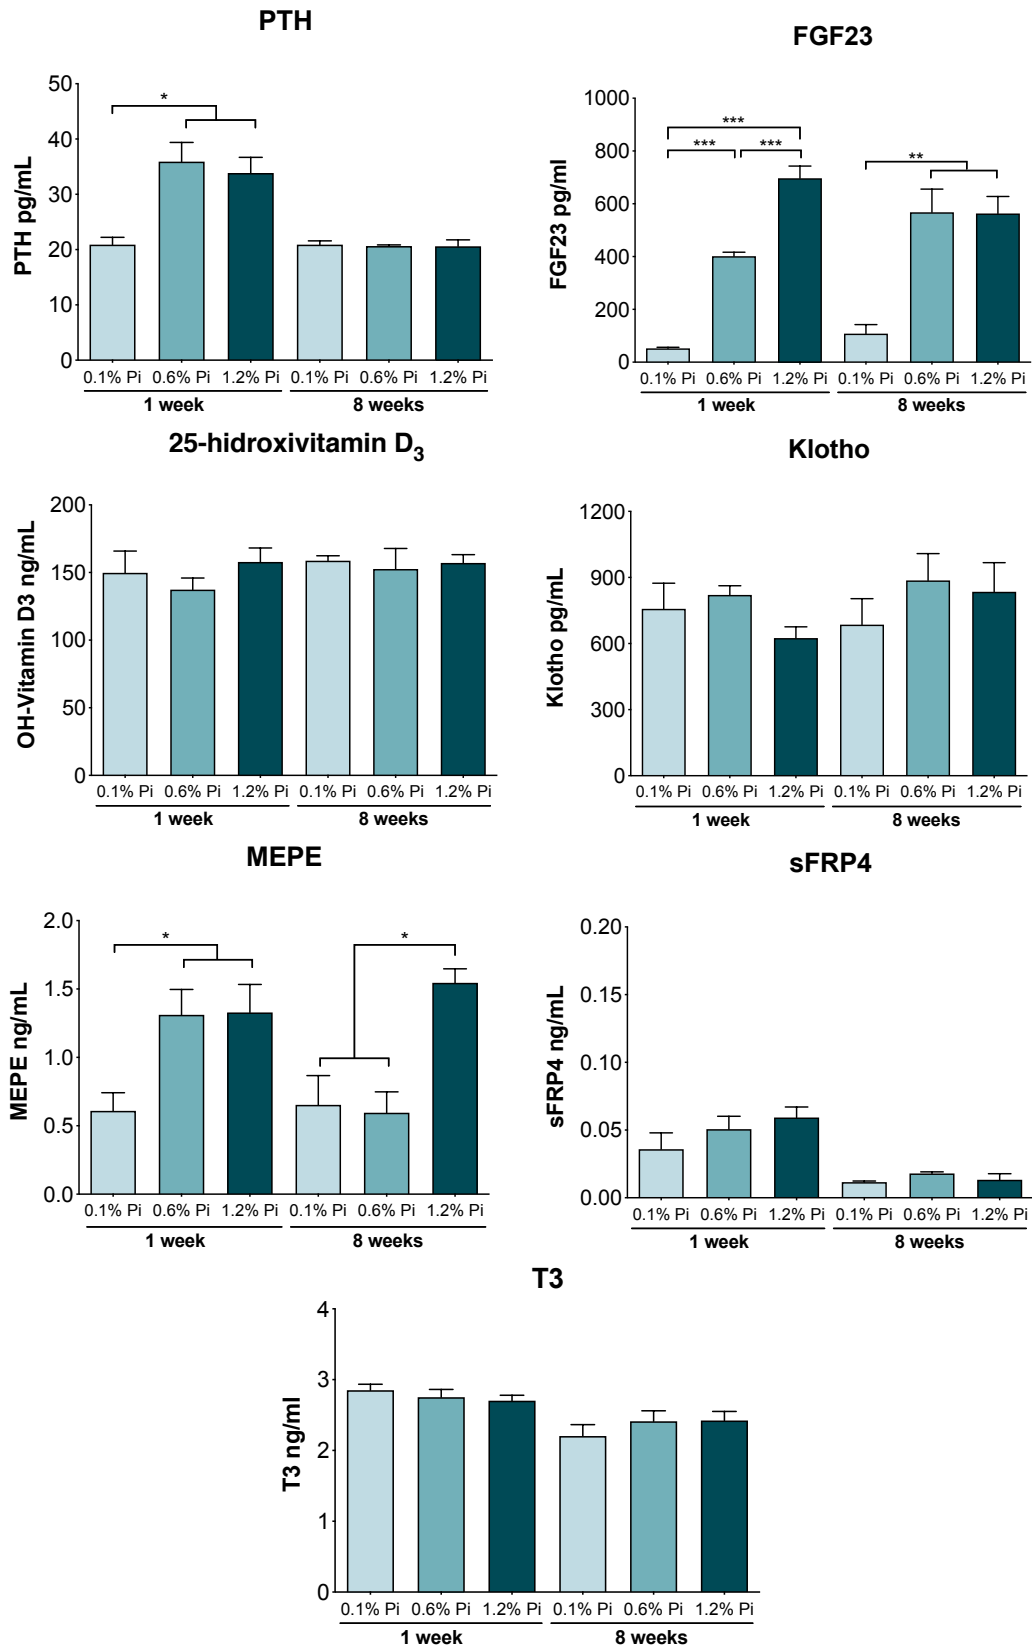 PTH
PTH pg/mL
50
40
30
20
10
0
*
0.1% Pi 0.6% Pi 1.2% Pi 0.1% Pi 0.6% Pi 1.2% Pi
1 week 8 weeks
FGF23
FGF23 pg/ml
1000
800
600
400
200
0
***
*** ***
**
0.1% Pi 0.6% Pi 1.2% Pi 0.1% Pi 0.6% Pi 1.2% Pi
1 week 8 weeks
25-hidroxivitamin D3
OH-Vitamin D3 ng/mL
200
150
100
50
0
0.1% Pi 0.6% Pi 1.2% Pi 0.1% Pi 0.6% Pi 1.2% Pi
1 week 8 weeks
Klotho
Klotho pg/mL
1200
900
600
300
0
0.1% Pi 0.6% Pi 1.2% Pi 0.1% Pi 0.6% Pi 1.2% Pi
1 week 8 weeks
MEPE
MEPE ng/mL
2.0
1.5
1.0
0.5
0.0
* *
0.1% Pi 0.6% Pi 1.2% Pi 0.1% Pi 0.6% Pi 1.2% Pi
1 week 8 weeks
sFRP4
sFRP4 ng/mL
0.20
0.15
0.10
0.05
0.00
0.1% Pi 0.6% Pi 1.2% Pi 0.1% Pi 0.6% Pi 1.2% Pi
1 week 8 weeks
T3
T3 ng/ml
4
3
2
1
0
0.1% Pi 0.6% Pi 1.2% Pi 0.1% Pi 0.6% Pi 1.2% Pi
1 week 8 weeks